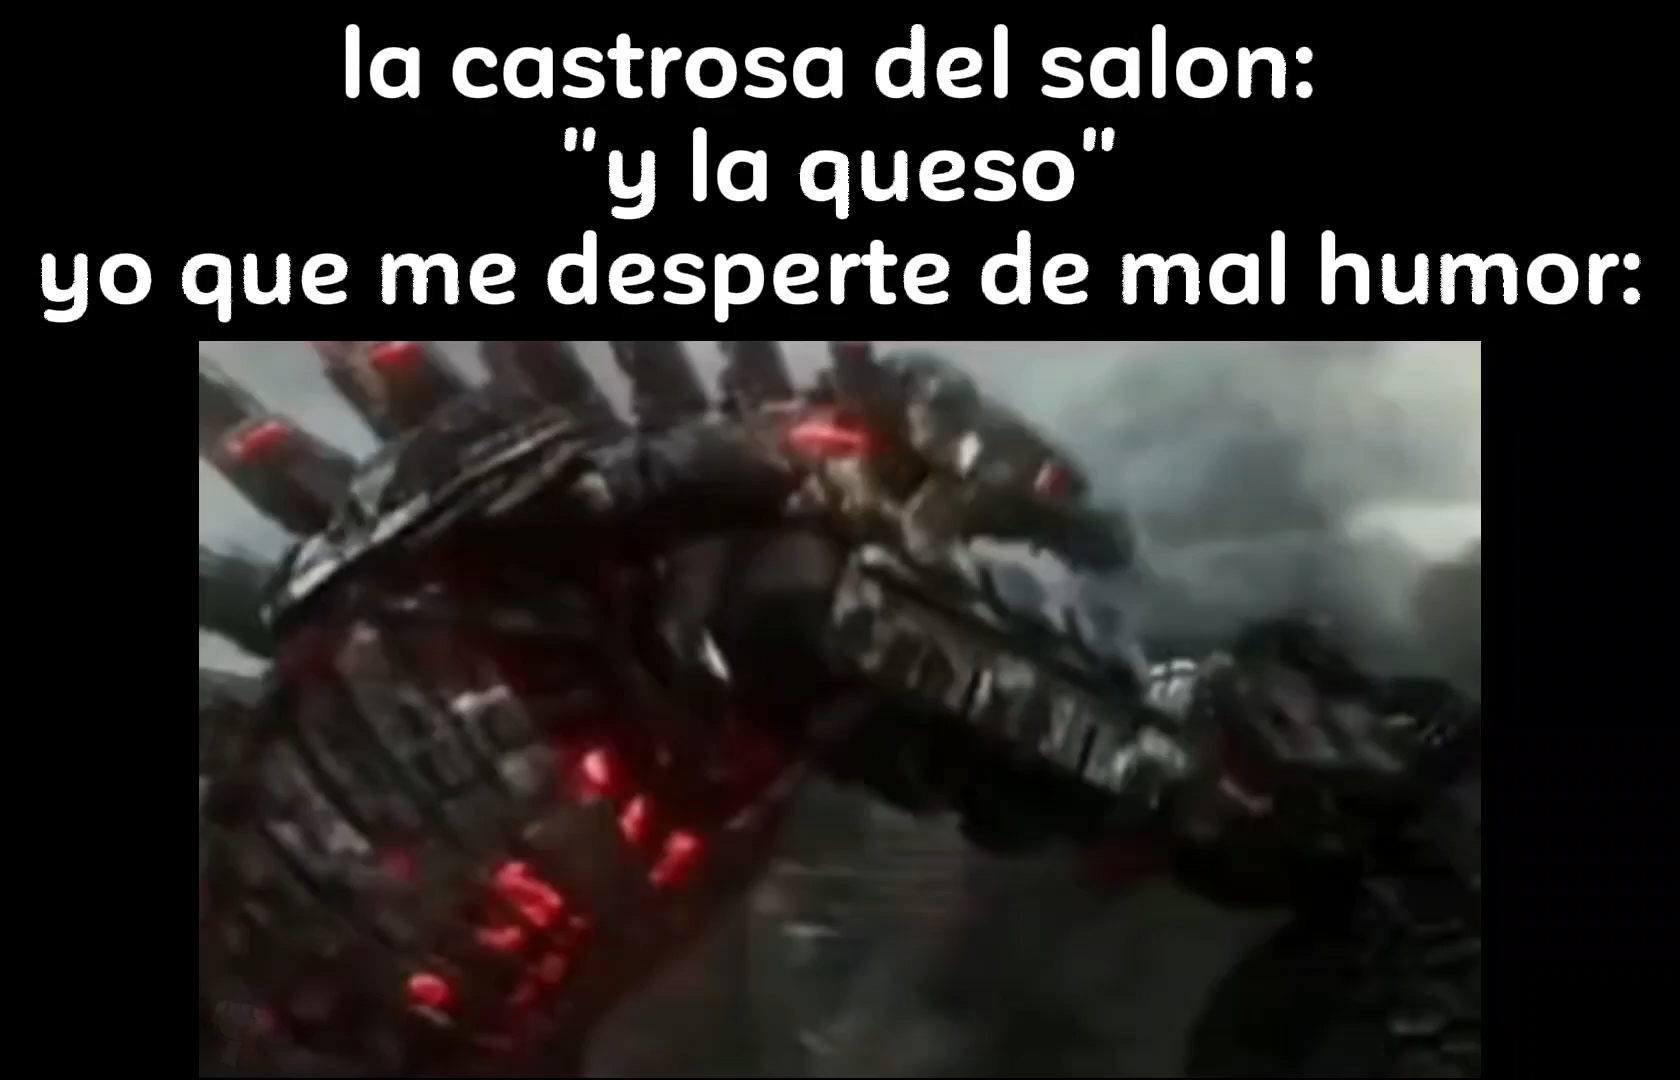 la castrosa del salon:
"y la queso"
yo que me desperte de mal humor: